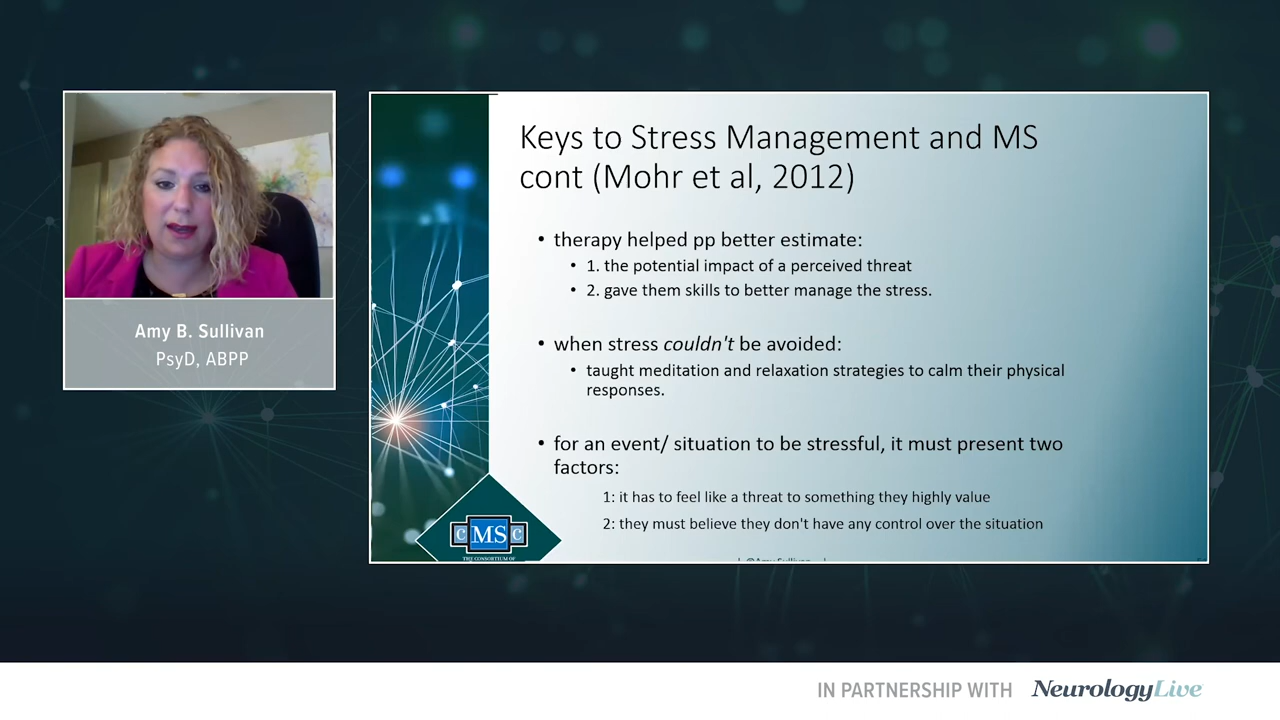 Amy B. Sullivan
PsyD, ABPP
Keys to Stress Management and MS
cont (Mohr et al, 2012)
• therapy helped pp better estimate:
• 1. the potential impact of a perceived threat
• 2. gave them skills to better manage the stress.
• when stress couldn't be avoided:
• taught meditation and relaxation strategies to calm their physical
responses.
• for an event/ situation to be stressful, it must present two
factors:
1: it has to feel like a threat to something they highly value
2: they must believe they don't have any control over the situation
CMSC
THE CONSORTIUM OF
IN PARTNERSHIP WITH NeurologyLive